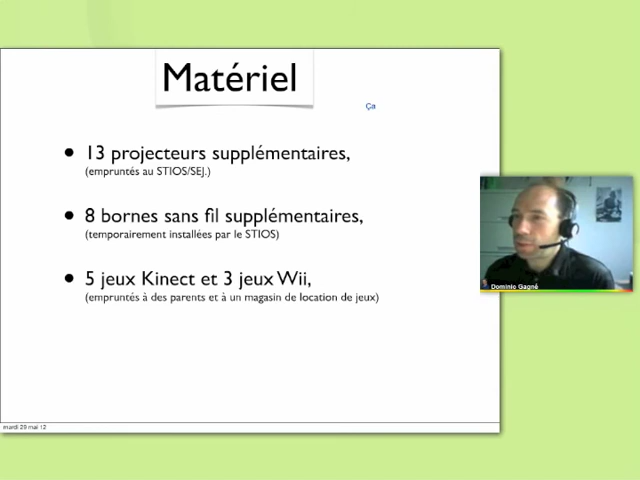 Matériel
Ça
• 13 projecteurs supplémentaires,
(empruntés au STIOS/SEJ.)
• 8 bornes sans fil supplémentaires,
(temporairement installées par le STIOS)
• 5 jeux Kinect et 3 jeux Wii,
(empruntés à des parents et à un magasin de location de jeux)
Dominic Gagné
mardi 29 mai 12